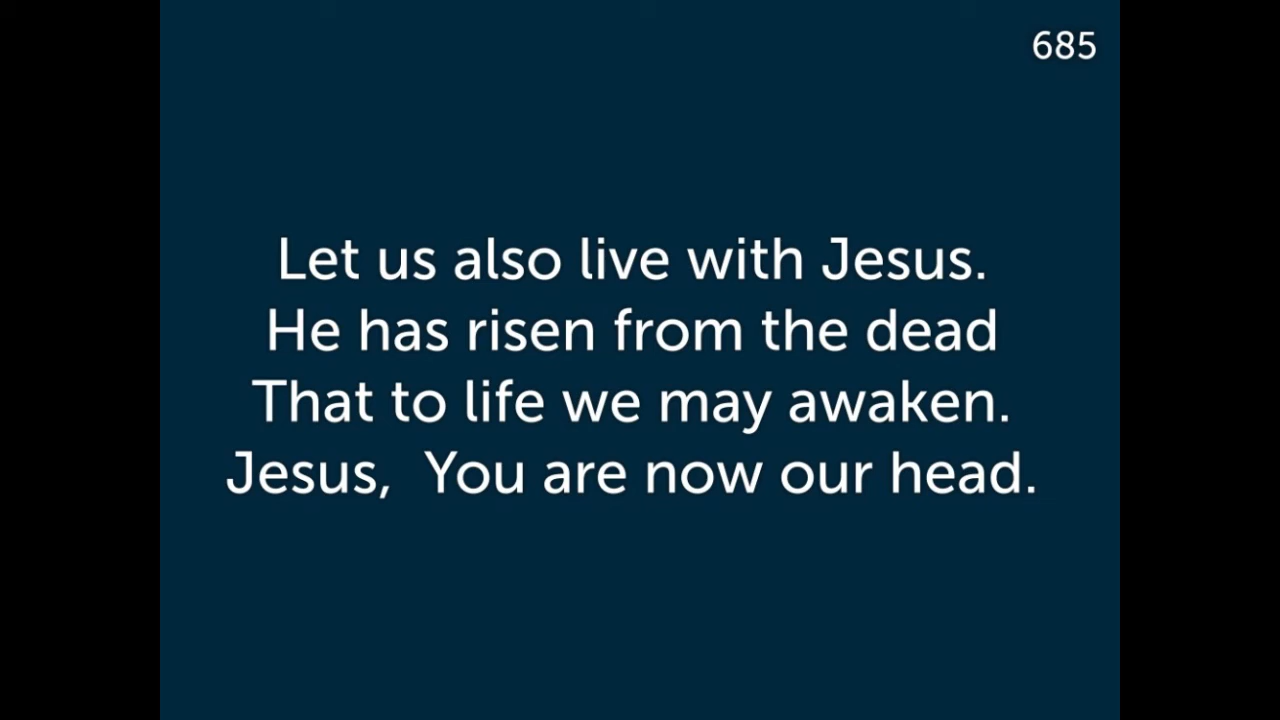 685
Let us also live with Jesus.
He has risen from the dead
That to life we may awaken.
Jesus,  You are now our head.